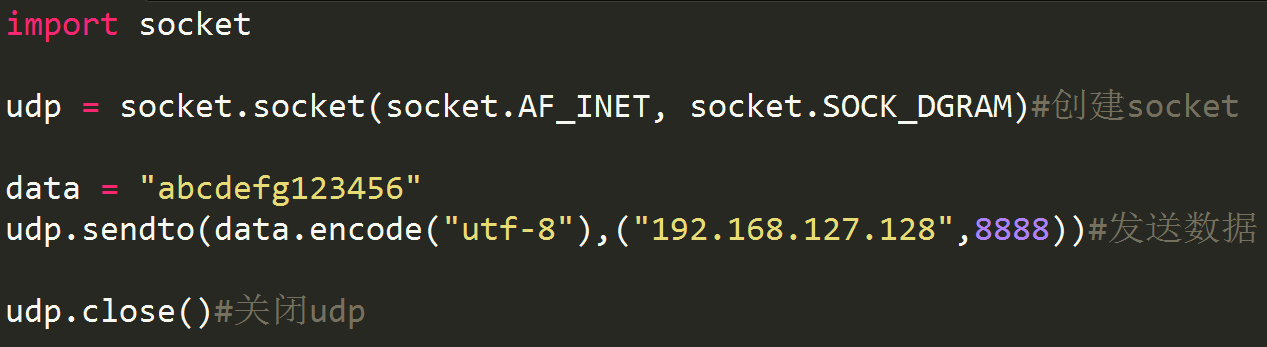 import socket
udp = socket.socket(socket.AF_INET, socket.SOCK_DGRAM)#创建socket
data = "abcdefg123456"
udp.sendto(data.encode("utf-8"),("192.168.127.128",8888))#发送数据
udp.close()#关闭udp